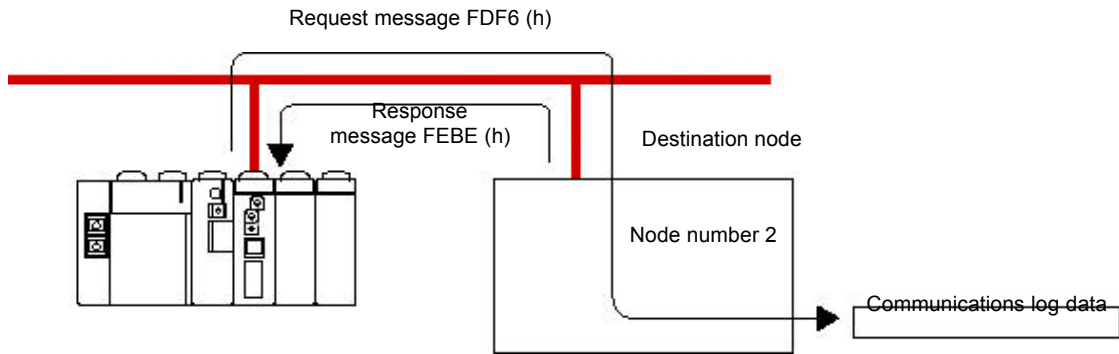 Request message FDF6 (h)
Response
message FEBE (h)
Destination node
Node number 2
Communications log data